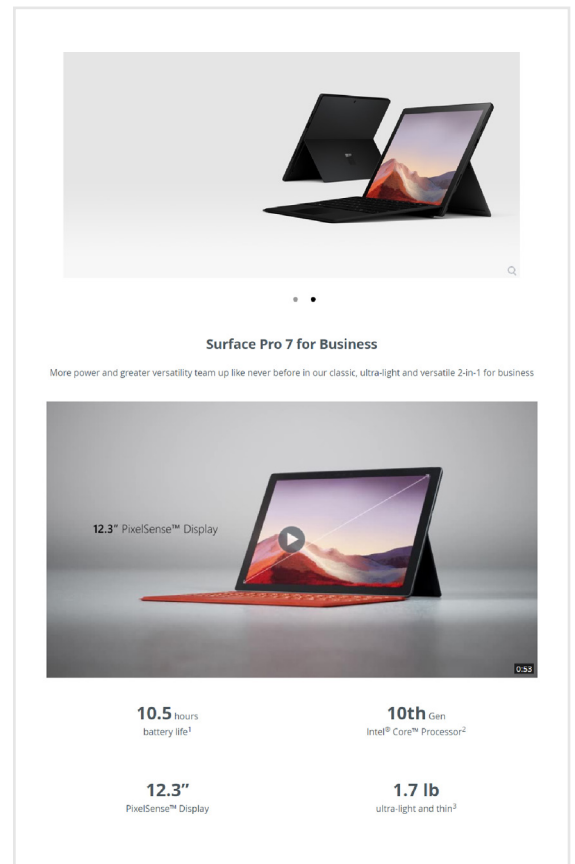 Surface Pro 7 for Business
More power and greater versatility team up like never before in our classic, ultra-light and versatile 2-in-1 for business
12.3" PixelSense™ Display
0:53
10.5 hours
battery life¹
10th Gen
Intel® Core™ Processor²
12.3”
PixelSense™ Display
1.7 lb
ultra-light and thin³